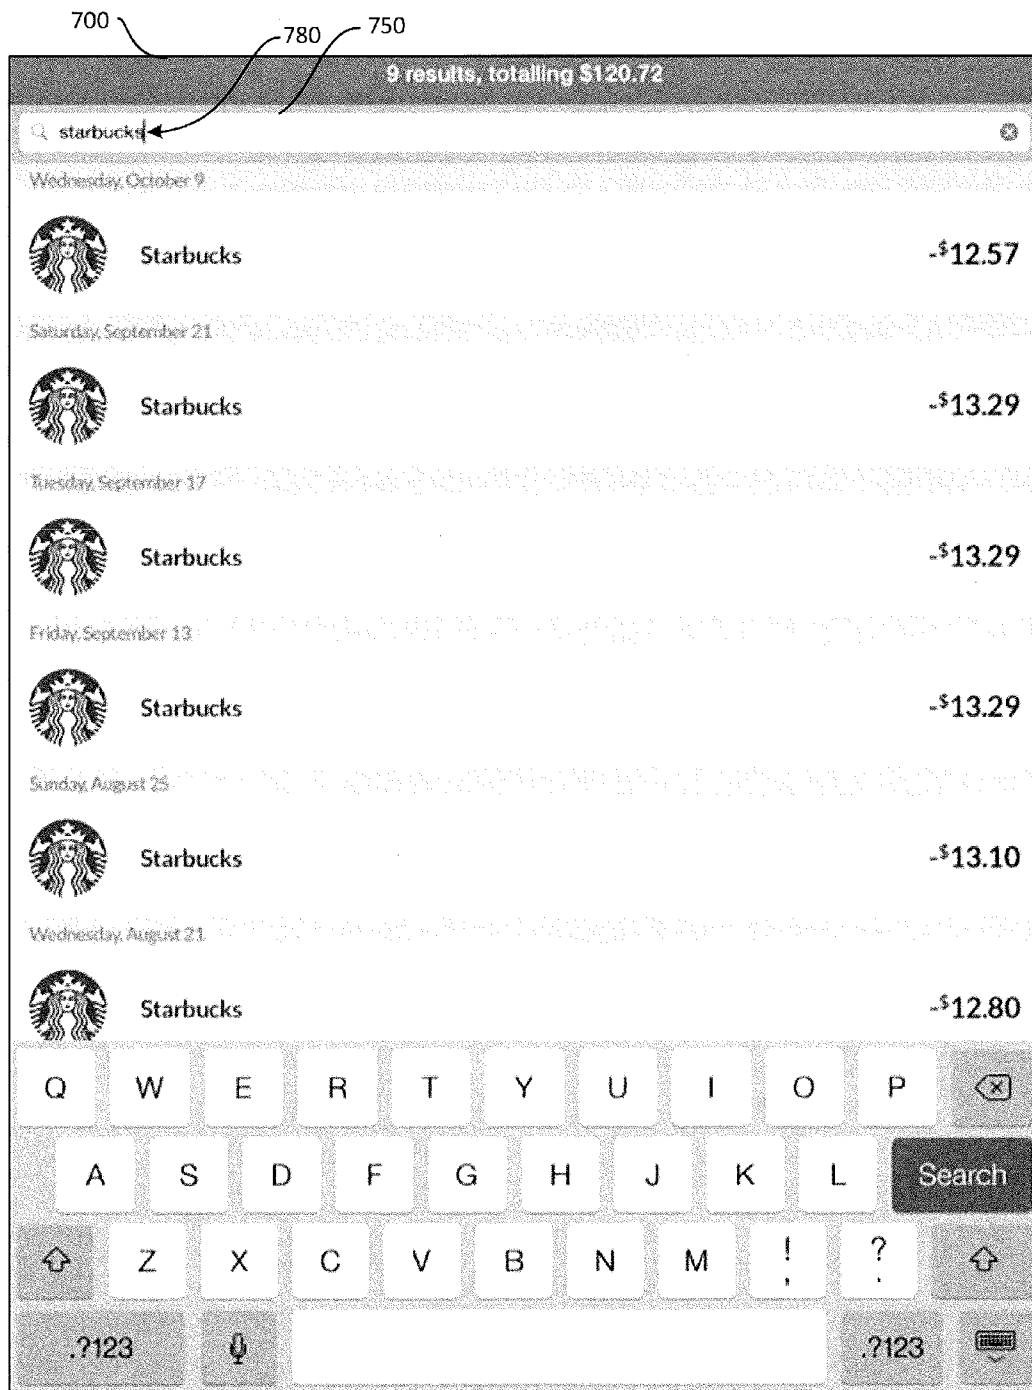 700
780
750
9 results, totalling $120.72
starbucks
Wednesday, October 9
Starbucks -$12.57
Saturday, September 21
Starbucks -$13.29
Tuesday, September 17
Starbucks -$13.29
Friday, September 13
Starbucks -$13.29
Sunday, August 25
Starbucks -$13.10
Wednesday, August 21
Starbucks -$12.80
Q W E R T Y U I O P
A S D F G H J K L Search
Z X C V B N M ! , ? .
.?123 .?123